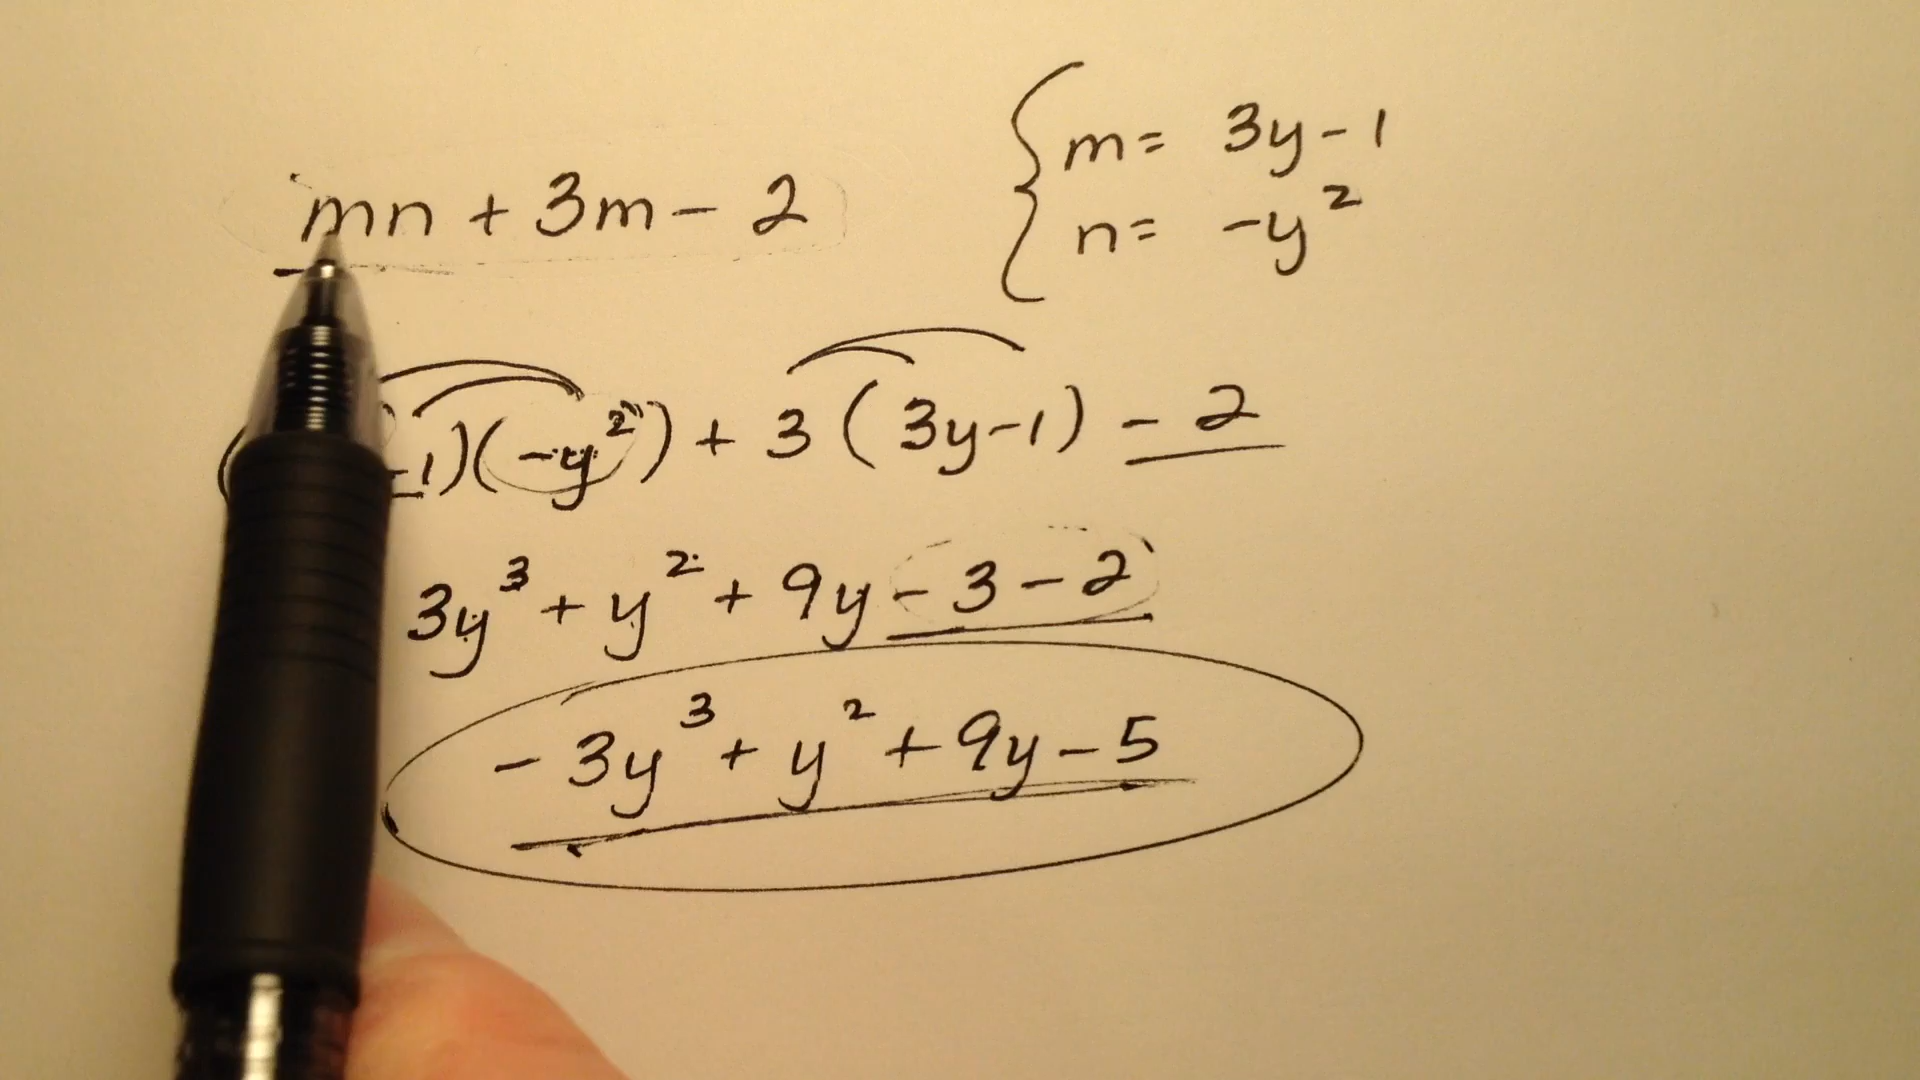 mn + 3m - 2
m = 3y - 1
n = -y²
-1)(-y²) + 3(3y-1) - 2
3y³ + y² + 9y - 3 - 2
-3y³ + y² + 9y - 5